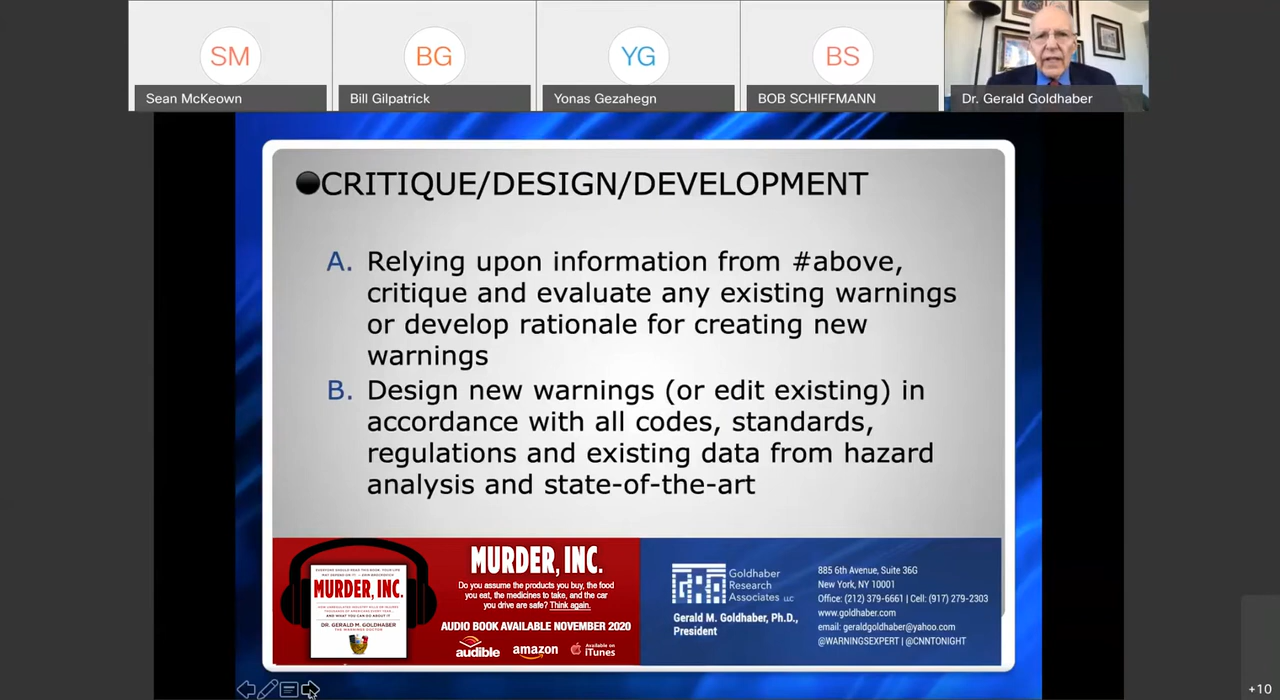 SM
BG
YG
BS
Sean McKeown
Bill Gilpatrick
Yonas Gezahegn
BOB SCHIFFMANN
Dr. Gerald Goldhaber
CRITIQUE/DESIGN/DEVELOPMENT
A. Relying upon information from #above,
critique and evaluate any existing warnings
or develop rationale for creating new
warnings
B. Design new warnings (or edit existing) in
accordance with all codes, standards,
regulations and existing data from hazard
analysis and state-of-the-art
MURDER, INC.
DR. GERALD M. GOLDHABER
MURDER, INC.
Do you assume the products you buy, the food
you eat, the medicines to take, and the car
you drive are safe? Think again.
AUDIO BOOK AVAILABLE NOVEMBER 2020
audible
amazon
Available on
iTunes
Goldhaber
Research
Associates LLC
Gerald M. Goldhaber, Ph.D.,
President
885 6th Avenue, Suite 36G
New York, NY 10001
Office: (212) 379-6661 | Cell: (917) 279-2303
www.goldhaber.com
email: geraldgoldhaber@yahoo.com
@WARNINGSEXPERT | @CNNTONIGHT
+10